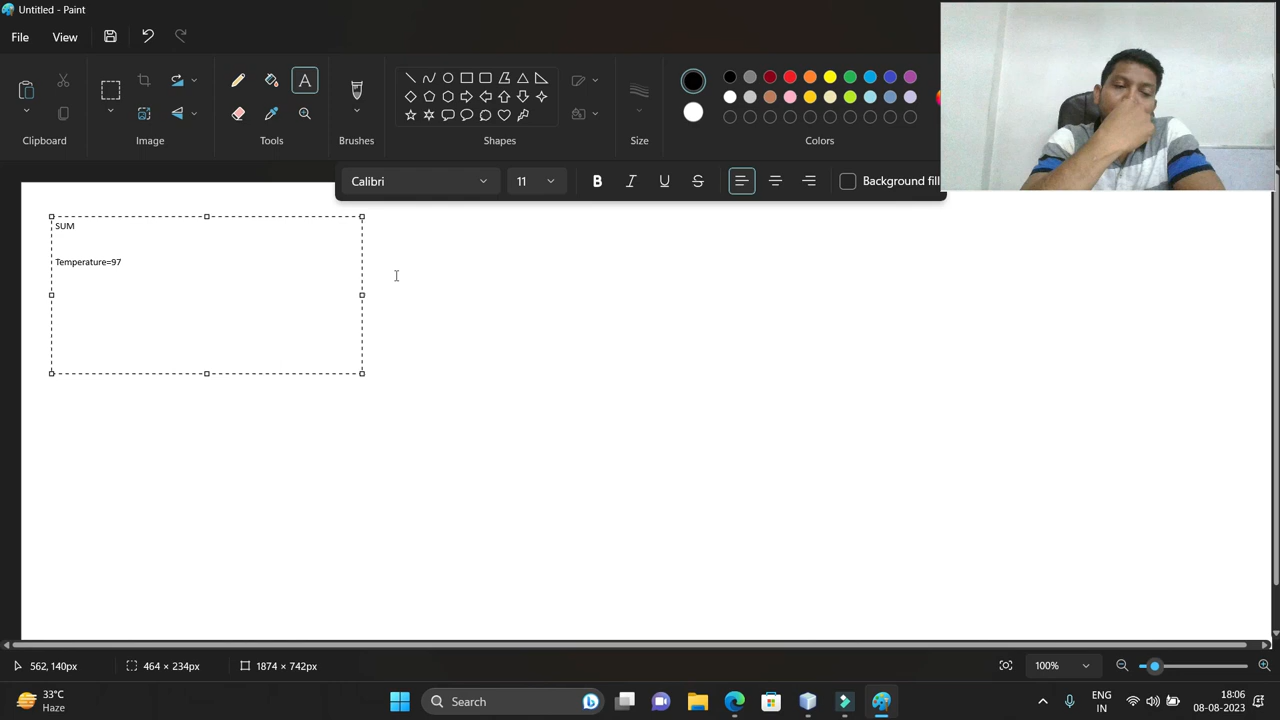 Untitled - Paint
File
View
Clipboard
Image
Tools
Brushes
Shapes
Size
Colors
Calibri
11
B
I
U
S
Background fill
SUM
Temperature=97
562, 140px
464 × 234px
1874 × 742px
100%
33°C
Haze
Search
ENG
IN
18:06
08-08-2023